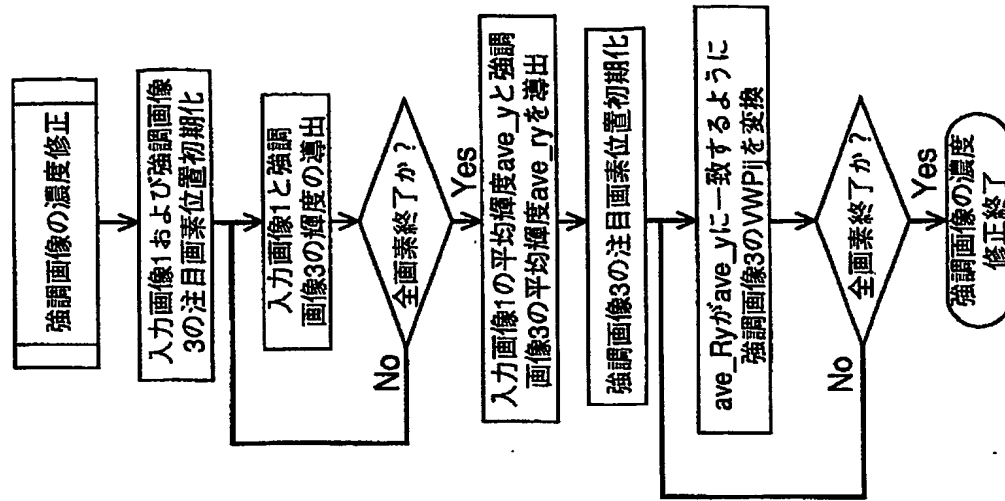 強調画像の濃度修正
入力画像1および強調画像
3の注目画素位置初期化
入力画像1と強調
画像3の輝度の導出
全画素終了か?
No
Yes
入力画像1の平均輝度ave_yと強調
画像3の平均輝度ave_ryを導出
強調画像3の注目画素位置初期化
ave_Ryがave_yに一致するように
強調画像3のVWPijを変換
全画素終了か?
No
Yes
強調画像の濃度
修正終了